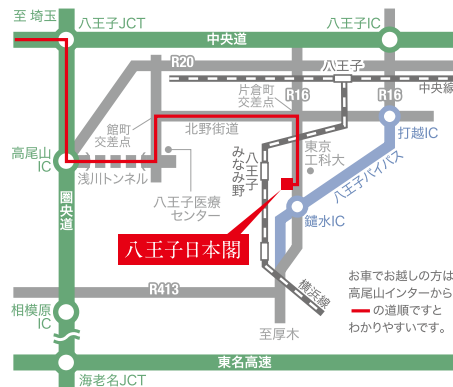 至 埼玉
八王子JCT
中央道
八王子IC
R20
八王子
中央線
片倉町
交差点
R16
R16
館町
交差点
北野街道
打越IC
高尾山
IC
浅川トンネル
東京
工科大
八王子
みなみ野
八王子バイパス
圏央道
八王子医療
センター
鑓水IC
八王子日本閣
お車でお越しの方は
高尾山インターから
の道順ですと
わかりやすいです。
R413
横浜線
相模原
IC
至厚木
東名高速
海老名JCT